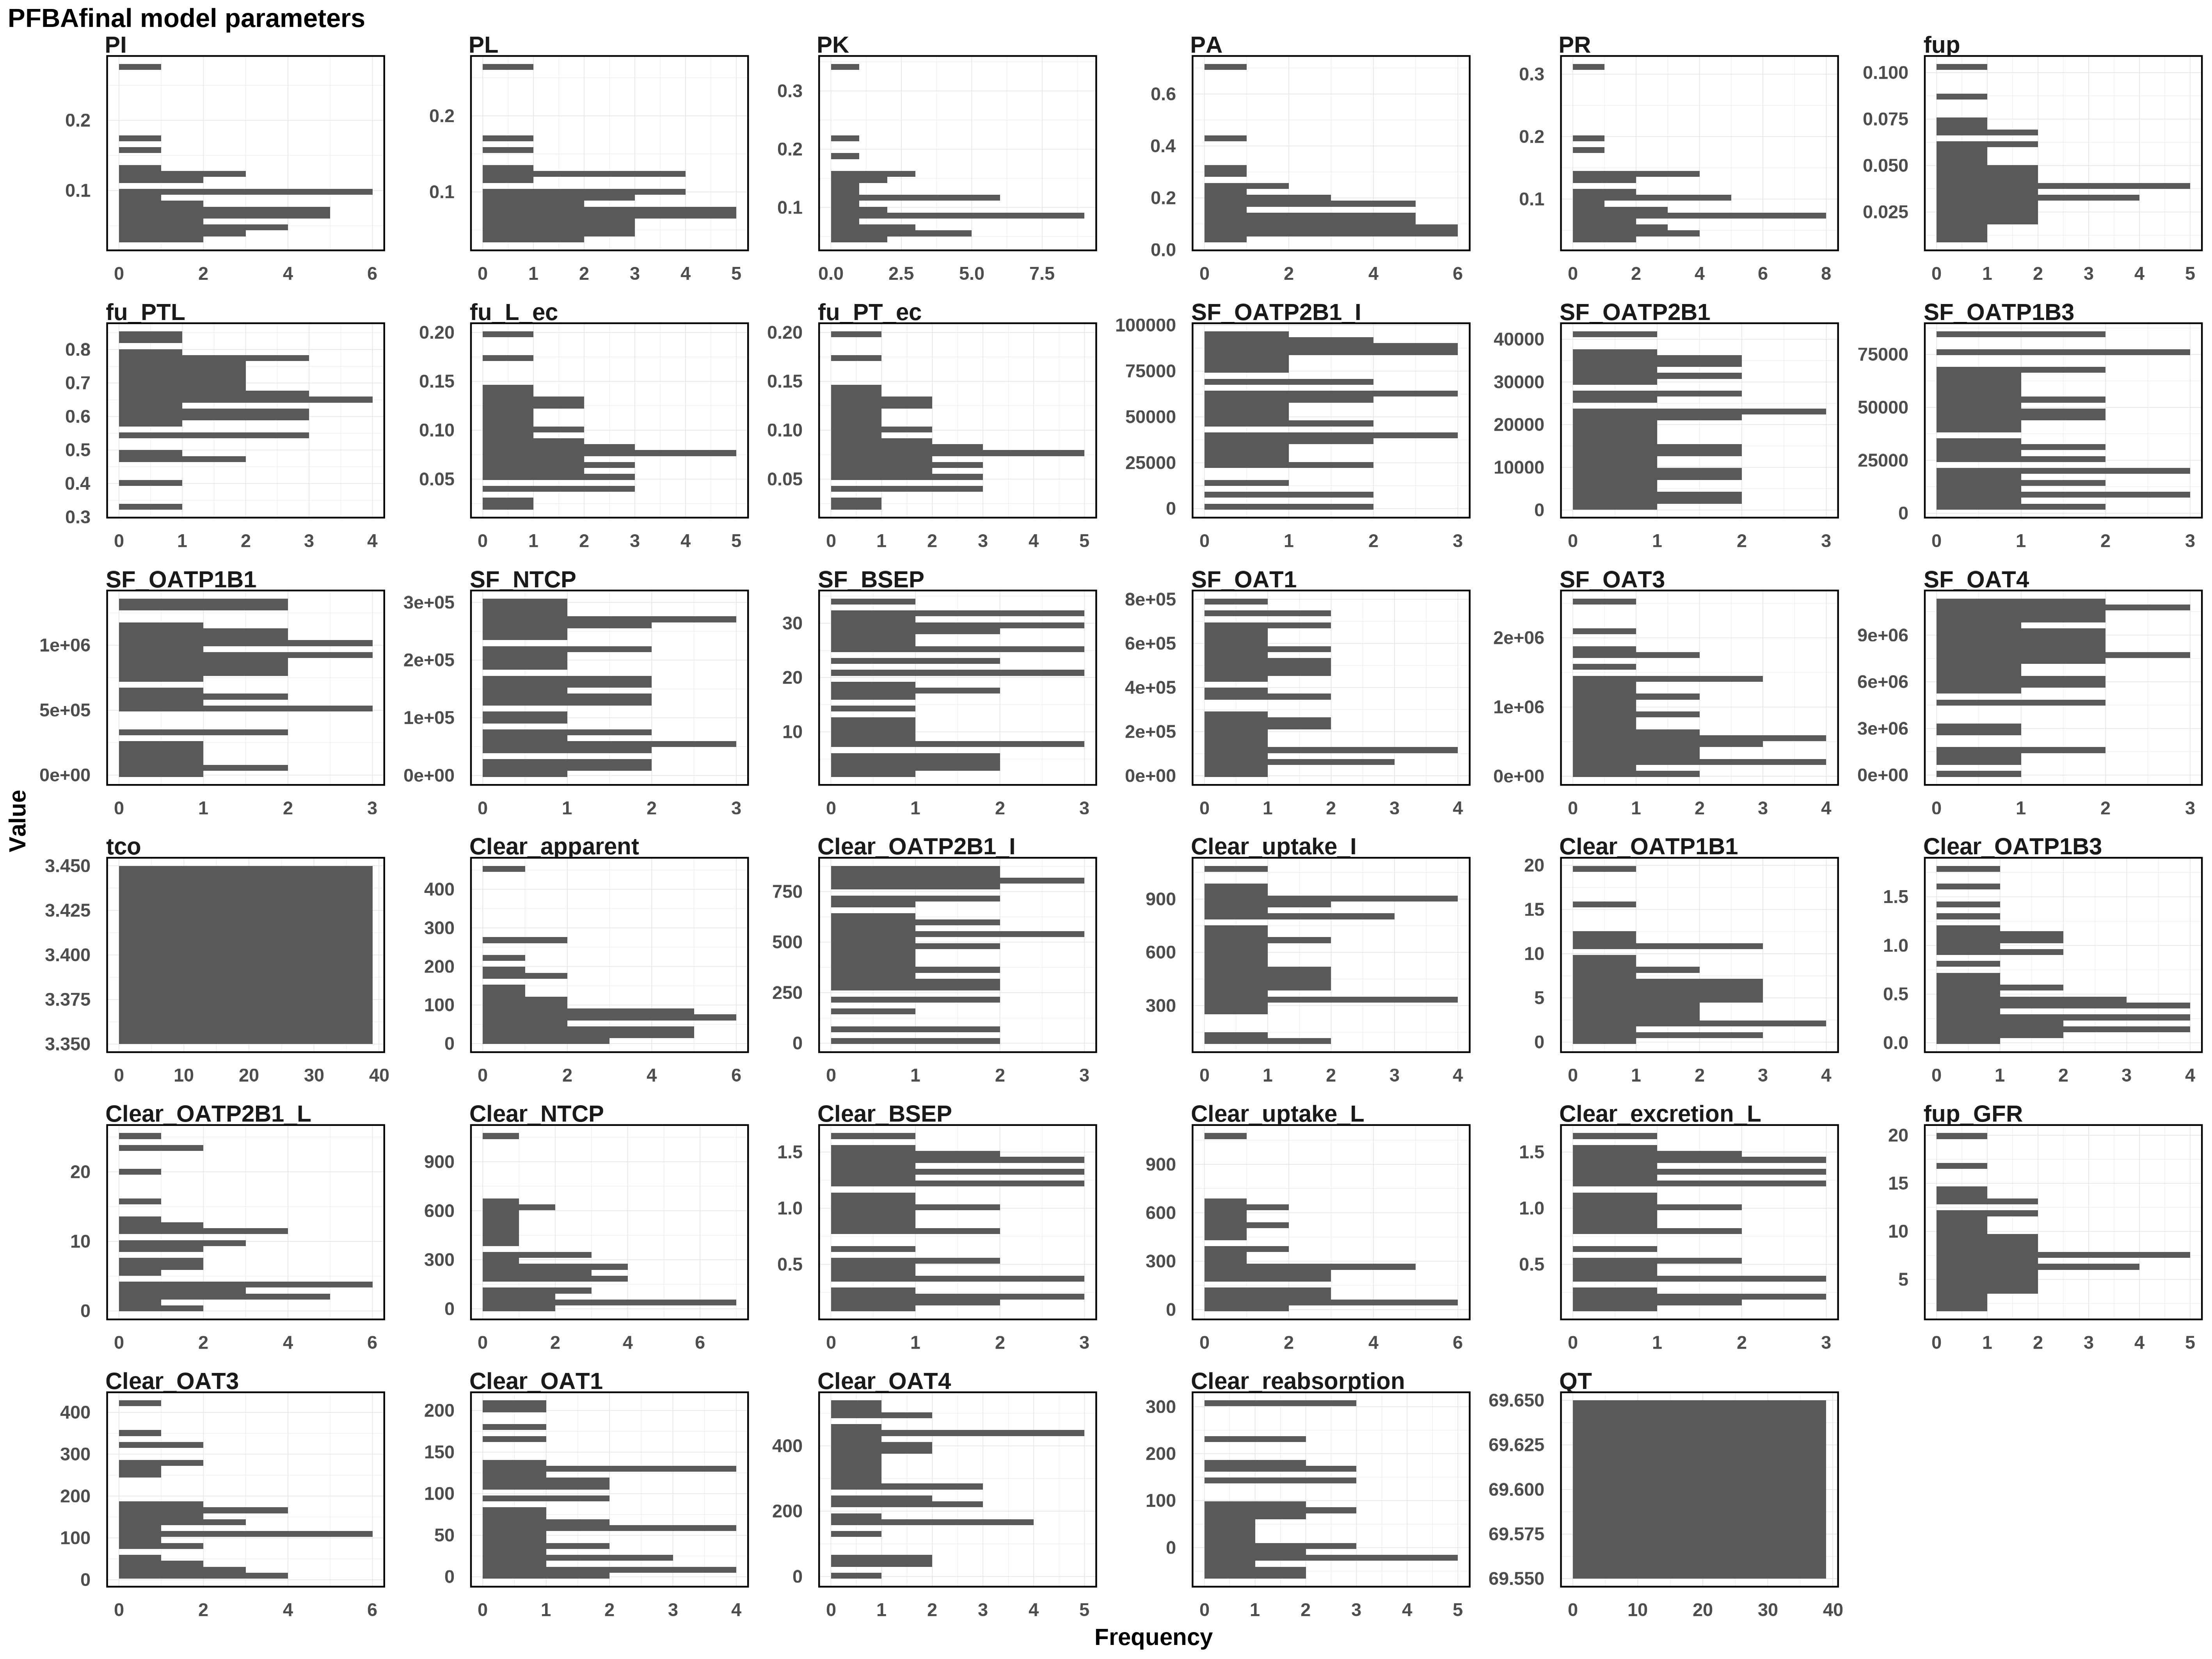 PFBAfinal model parameters
PI PL PK PA PR fup
0.2
0.1
0 2 4 6
0.2
0.1
0 1 2 3 4 5
0.3
0.2
0.1
0.0 2.5 5.0 7.5
0.6
0.4
0.2
0.0
0 2 4 6
0.3
0.2
0.1
0 2 4 6 8
0.100
0.075
0.050
0.025
0 1 2 3 4 5
fu_PTL fu_L_ec fu_PT_ec SF_OATP2B1_I SF_OATP2B1 SF_OATP1B3
0.8
0.7
0.6
0.5
0.4
0.3
0 1 2 3 4
0.20
0.15
0.10
0.05
0 1 2 3 4 5
0.20
0.15
0.10
0.05
0 1 2 3 4 5
100000
75000
50000
25000
0
0 1 2 3
40000
30000
20000
10000
0
0 1 2 3
75000
50000
25000
0
0 1 2 3
SF_OATP1B1 SF_NTCP SF_BSEP SF_OAT1 SF_OAT3 SF_OAT4
1e+06
5e+05
0e+00
0 1 2 3
3e+05
2e+05
1e+05
0e+00
0 1 2 3
30
20
10
0 1 2 3
8e+05
6e+05
4e+05
2e+05
0e+00
0 1 2 3 4
2e+06
1e+06
0e+00
0 1 2 3 4
9e+06
6e+06
3e+06
0e+00
0 1 2 3
Value
tco Clear_apparent Clear_OATP2B1_I Clear_uptake_I Clear_OATP1B1 Clear_OATP1B3
3.450
3.425
3.400
3.375
3.350
0 10 20 30 40
400
300
200
100
0
0 2 4 6
750
500
250
0
0 1 2 3
900
600
300
0 1 2 3 4
20
15
10
5
0
0 1 2 3 4
1.5
1.0
0.5
0.0
0 1 2 3 4
Clear_OATP2B1_L Clear_NTCP Clear_BSEP Clear_uptake_L Clear_excretion_L fup_GFR
20
10
0
0 2 4 6
900
600
300
0
0 2 4 6
1.5
1.0
0.5
0 1 2 3
900
600
300
0
0 2 4 6
1.5
1.0
0.5
0 1 2 3
20
15
10
5
0 1 2 3 4 5
Clear_OAT3 Clear_OAT1 Clear_OAT4 Clear_reabsorption QT
400
300
200
100
0
0 2 4 6
200
150
100
50
0
0 1 2 3 4
400
200
0
0 1 2 3 4 5
300
200
100
0
0 1 2 3 4 5
69.650
69.625
69.600
69.575
69.550
0 10 20 30 40
Frequency